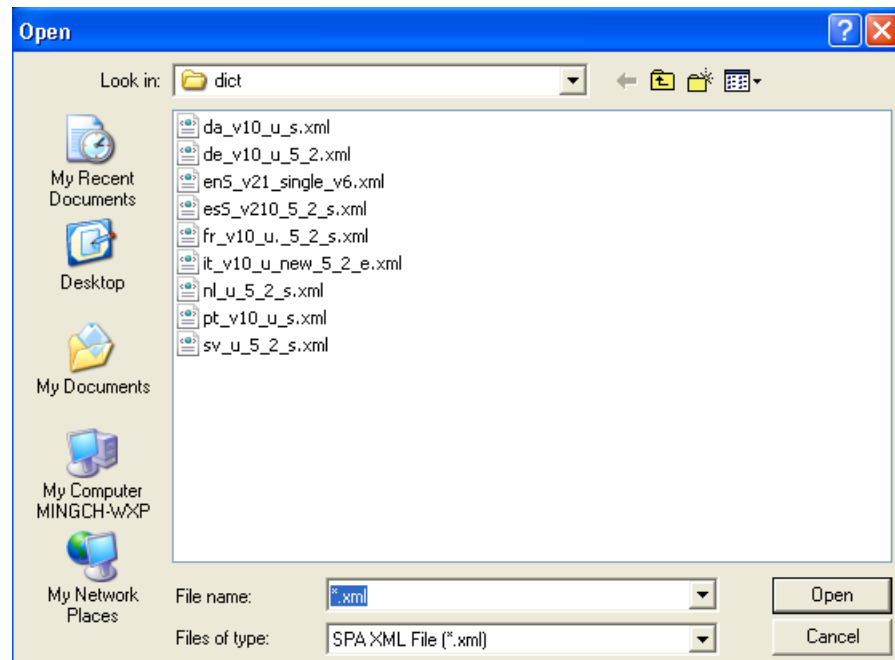 Open
Look in: dict
My Recent
Documents
Desktop
My Documents
My Computer
MINGCH-WXP
My Network
Places
da_v10_u_s.xml
de_v10_u_5_2.xml
enS_v21_single_v6.xml
esS_v210_5_2_s.xml
fr_v10_u._5_2_s.xml
it_v10_u_new_5_2_e.xml
nl_u_5_2_s.xml
pt_v10_u_s.xml
sv_u_5_2_s.xml
File name: *.xml Open
Files of type: SPA XML File (*.xml) Cancel